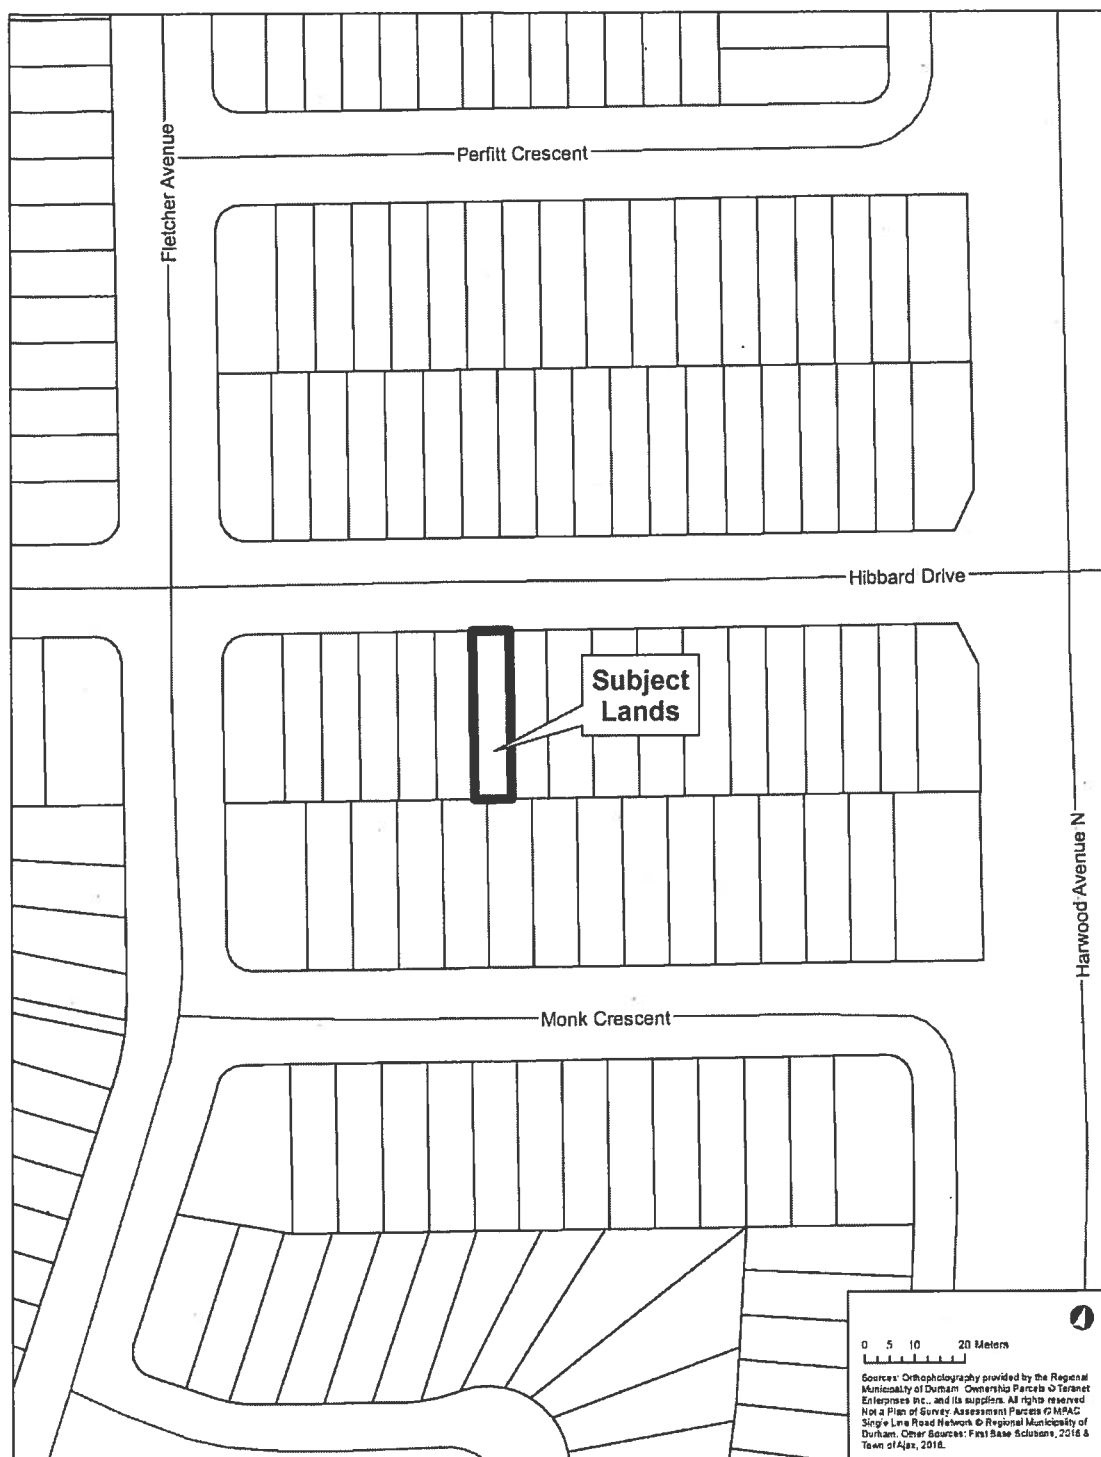 Perfitt Crescent
Fletcher Avenue
Hibbard Drive
Subject
Lands
Harwood Avenue N
Monk Crescent
0 5 10 20 Meters
Sources: Orthophotography provided by the Regional
Municipality of Durham. Ownership Parcels © Teranet
Enterprises Inc., and its suppliers. All rights reserved
Not a Plan of Survey. Assessment Parcels © MPAC
Single Line Road Network © Regional Municipality of
Durham. Other Sources: First Base Solutions, 2016 &
Town of Ajax, 2016.